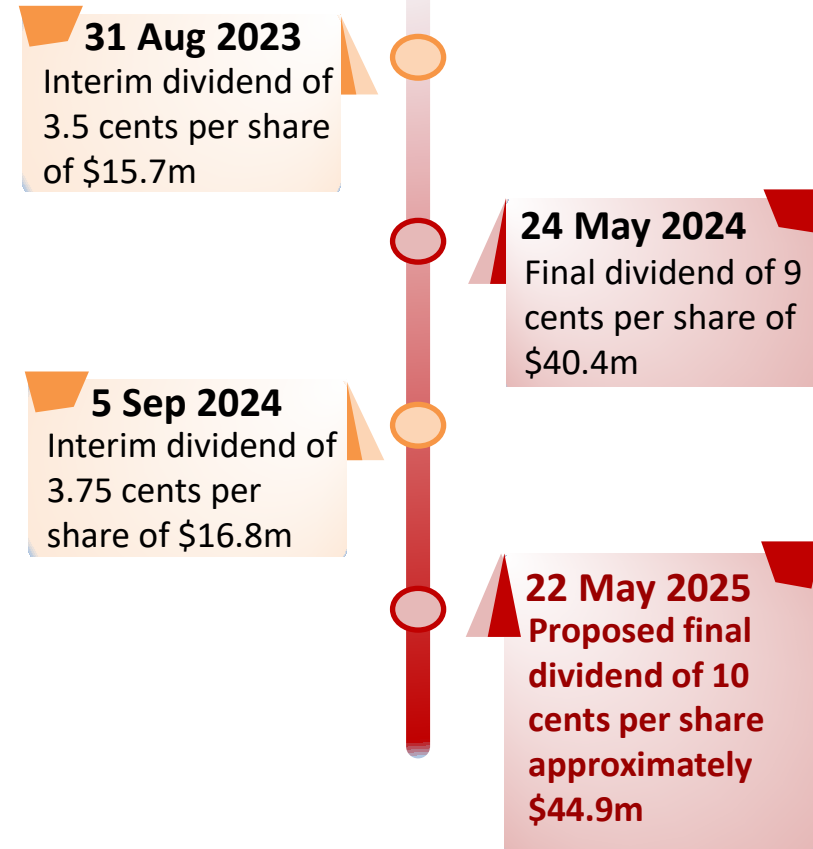 31 Aug 2023
Interim dividend of
3.5 cents per share
of $15.7m
24 May 2024
Final dividend of 9
cents per share of
$40.4m
5 Sep 2024
Interim dividend of
3.75 cents per
share of $16.8m
22 May 2025
Proposed final
dividend of 10
cents per share
approximately
$44.9m